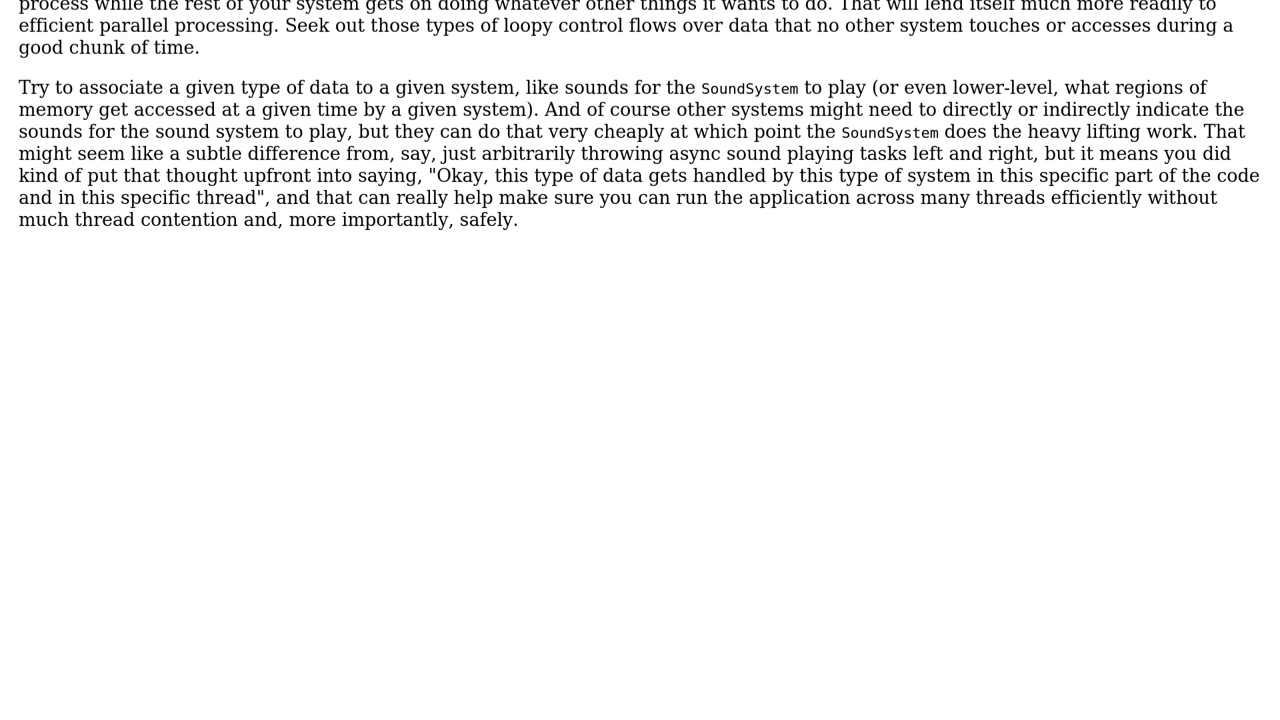 process while the rest of your system gets on doing whatever other things it wants to do. That will lend itself much more readily to
efficient parallel processing. Seek out those types of loopy control flows over data that no other system touches or accesses during a
good chunk of time.
Try to associate a given type of data to a given system, like sounds for the SoundSystem to play (or even lower-level, what regions of
memory get accessed at a given time by a given system). And of course other systems might need to directly or indirectly indicate the
sounds for the sound system to play, but they can do that very cheaply at which point the SoundSystem does the heavy lifting work. That
might seem like a subtle difference from, say, just arbitrarily throwing async sound playing tasks left and right, but it means you did
kind of put that thought upfront into saying, "Okay, this type of data gets handled by this type of system in this specific part of the code
and in this specific thread", and that can really help make sure you can run the application across many threads efficiently without
much thread contention and, more importantly, safely.